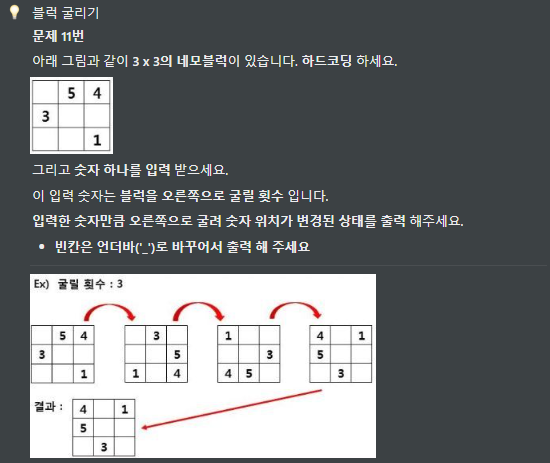 블럭 굴리기
문제 11번
아래 그림과 같이 3 x 3의 네모블럭이 있습니다. 하드코딩 하세요.
5 4
3
1
그리고 숫자 하나를 입력 받으세요.
이 입력 숫자는 블럭을 오른쪽으로 굴릴 횟수 입니다.
입력한 숫자만큼 오른쪽으로 굴려 숫자 위치가 변경된 상태를 출력 해주세요.
• 빈칸은 언더바('_')로 바꾸어서 출력 해 주세요
Ex) 굴릴 횟수 : 3
5 4 3 1 4 1
3 5 3 5
1 1 4 4 5 3
결과 : 4 1
5
3